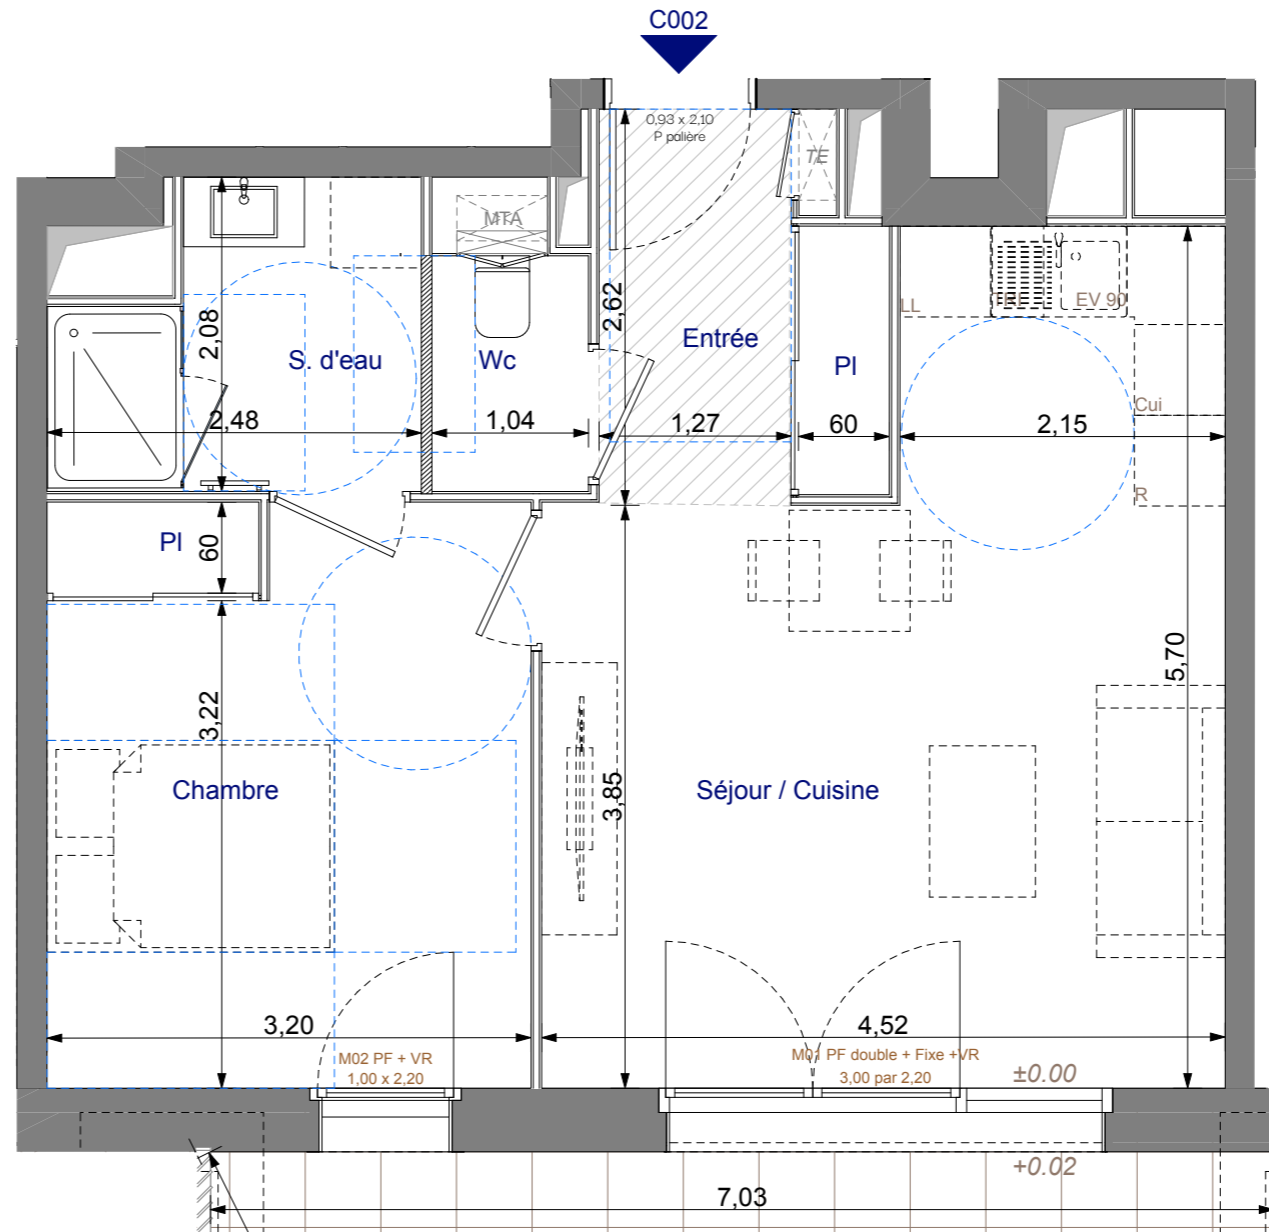 C002
0,93 x 2,10
P palière
TE
MTA
2,62
2,08
S. d'eau
Wc
Entrée
Pl
LL
TRI
EV 90
Cui
R
2,48
1,04
1,27
60
2,15
Pl
60
3,22
Chambre
3,85
Séjour / Cuisine
5,70
3,20
4,52
M02 PF + VR
1,00 x 2,20
M01 PF double + Fixe +VR
3,00 par 2,20
±0.00
+0.02
7,03